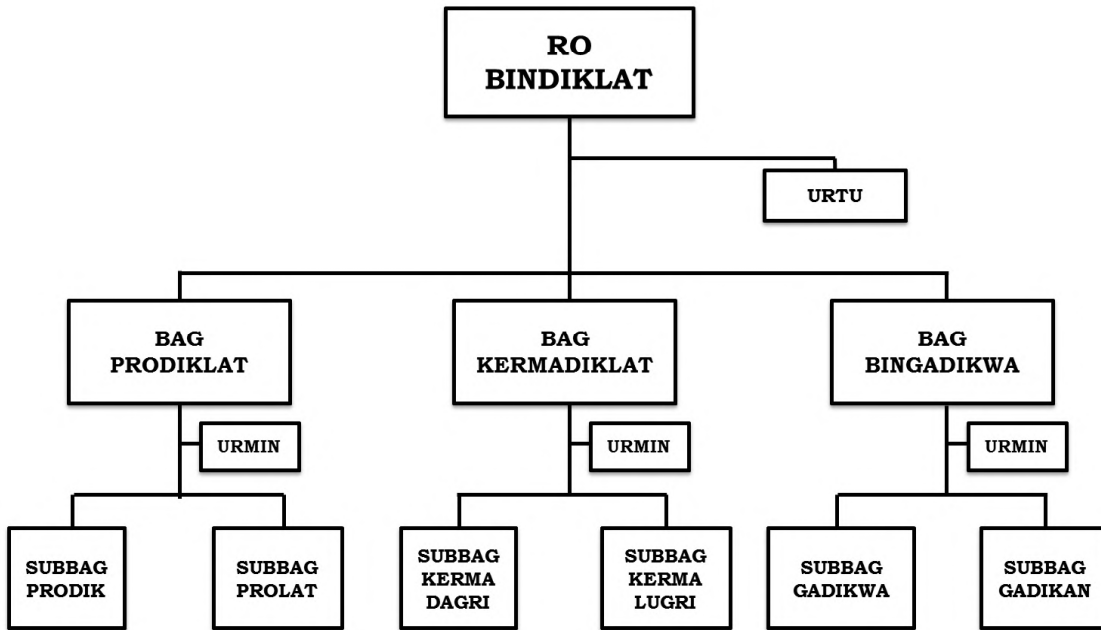 RO
BINDIKLAT
URTU
BAG
PRODIKLAT
BAG
KERMADIKLAT
BAG
BINGADIKWA
URMIN
URMIN
URMIN
SUBBAG
PRODIK
SUBBAG
PROLAT
SUBBAG
KERMA
DAGRI
SUBBAG
KERMA
LUGRI
SUBBAG
GADIKWA
SUBBAG
GADIKAN